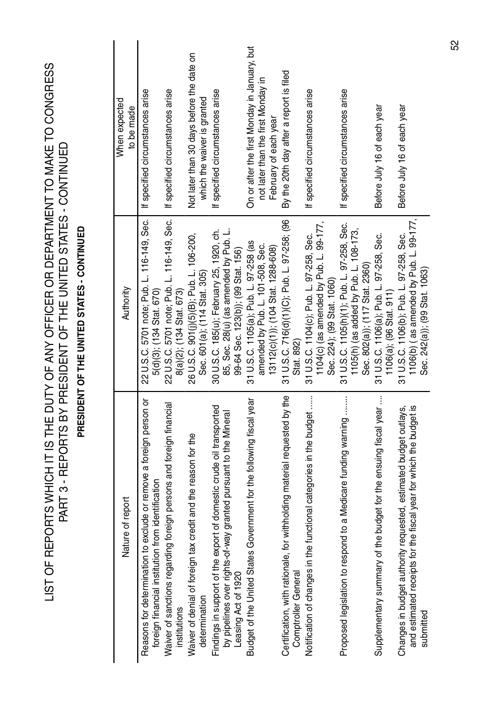 LIST OF REPORTS WHICH IT IS THE DUTY OF ANY OFFICER OR DEPARTMENT TO MAKE TO CONGRESS
PART 3 - REPORTS BY PRESIDENT OF THE UNITED STATES - CONTINUED
PRESIDENT OF THE UNITED STATES - CONTINUED
Nature of report
Authority
When expected
to be made
Reasons for determination to exclude or remove a foreign person or
foreign financial institution from identification
22 U.S.C. 5701 note; Pub. L. 116-149, Sec.
5(d)(3); (134 Stat. 670)
If specified circumstances arise
Waiver of sanctions regarding foreign persons and foreign financial
institutions
22 U.S.C. 5701 note; Pub. L. 116-149, Sec.
6(a)(2); (134 Stat. 673)
If specified circumstances arise
Waiver of denial of foreign tax credit and the reason for the
determination
26 U.S.C. 901(j)(5)(B); Pub. L. 106-200,
Sec. 601(a); (114 Stat. 305)
Not later than 30 days before the date on
which the waiver is granted
Findings in support of the export of domestic crude oil transported
by pipelines over rights-of-way granted pursuant to the Mineral
Leasing Act of 1920
30 U.S.C. 185(u); February 25, 1920, ch.
85, Sec. 28(u) (as amended by Pub. L.
99-64 Sec. 123(b)); (99 Stat. 156)
If specified circumstances arise
Budget of the United States Government for the following fiscal year
31 U.S.C. 1105(a); Pub. L. 97-258 (as
amended by Pub. L. 101-508, Sec.
13112(c)(1)); (104 Stat. 1288-608)
On or after the first Monday in January, but
not later than the first Monday in
February of each year
Certification, with rationale, for withholding material requested by the
Comptroller General
31 U.S.C. 716(d)(1)(C); Pub. L. 97-258; (96
Stat. 892)
By the 20th day after a report is filed
Notification of changes in the functional categories in the budget ......
31 U.S.C. 1104(c); Pub. L. 97-258, Sec.
1104(c) (as amended by Pub. L. 99-177,
Sec. 224); (99 Stat. 1060)
If specified circumstances arise
Proposed legislation to respond to a Medicare funding warning .........
31 U.S.C. 1105(h)(1); Pub. L. 97-258, Sec.
1105(h) (as added by Pub. L. 108-173,
Sec. 802(a)); (117 Stat. 2360)
If specified circumstances arise
Supplementary summary of the budget for the ensuing fiscal year ....
31 U.S.C. 1106(a); Pub. L. 97-258, Sec.
1106(a); (96 Stat. 911)
Before July 16 of each year
Changes in budget authority requested, estimated budget outlays,
and estimated receipts for the fiscal year for which the budget is
submitted
31 U.S.C. 1106(b); Pub. L. 97-258, Sec.
1106(b) ( as amended by Pub. L. 99-177,
Sec. 242(a)); (99 Stat. 1063)
Before July 16 of each year
52